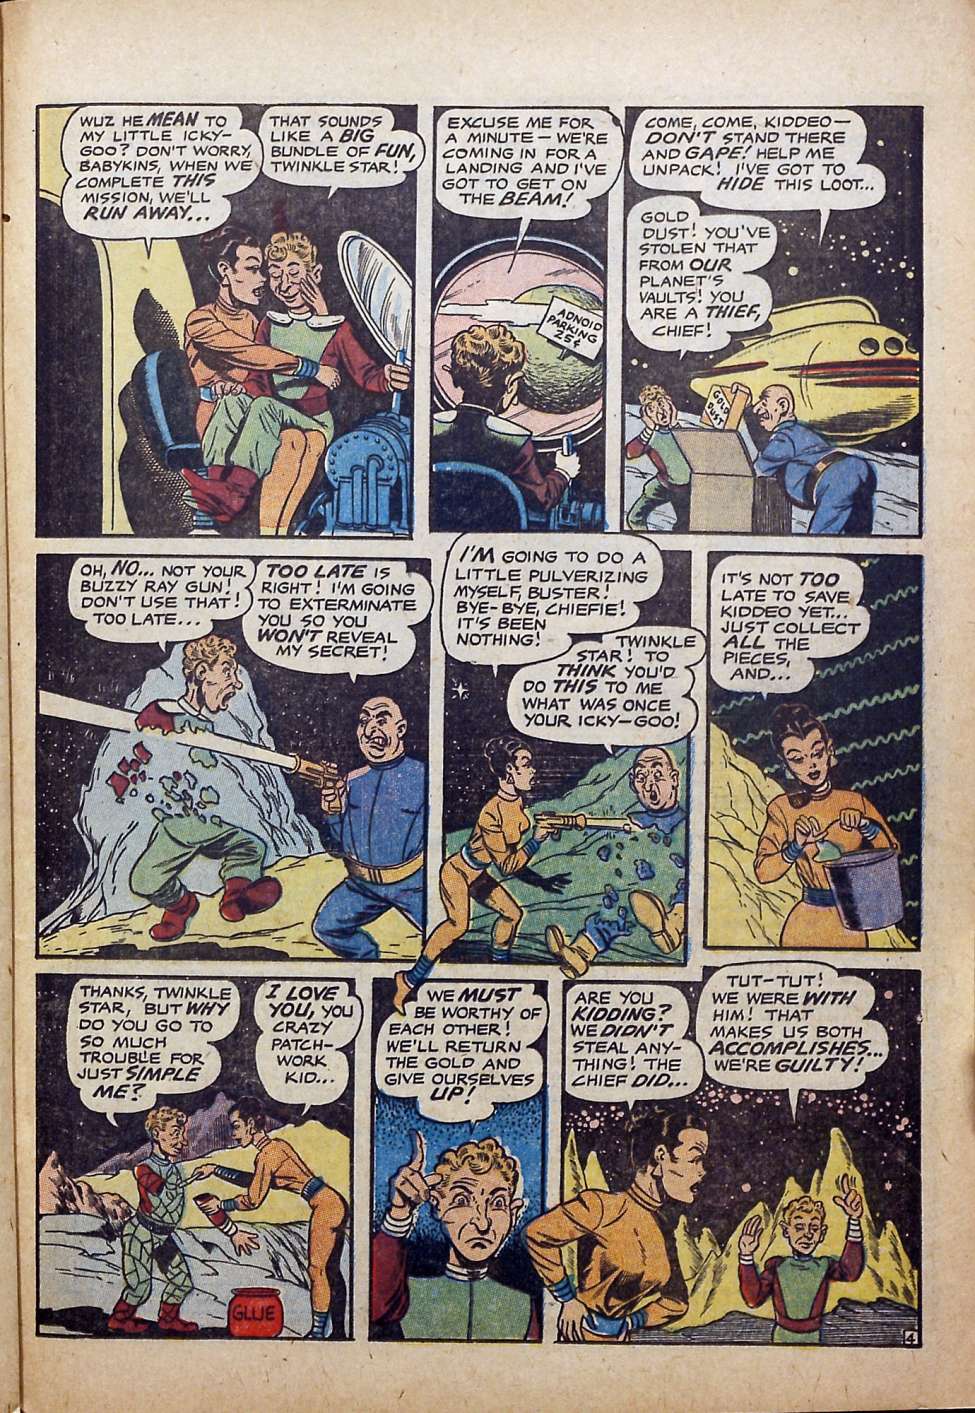 WUZ HE MEAN TO
MY LITTLE ICKY-
GOO? DON'T WORRY,
BABYKINS, WHEN WE
COMPLETE THIS
MISSION, WE'LL
RUN AWAY...
THAT SOUNDS
LIKE A BIG
BUNDLE OF FUN,
TWINKLE STAR!
EXCUSE ME FOR
A MINUTE—WE'RE
COMING IN FOR A
LANDING AND I'VE
GOT TO GET ON
THE BEAM!
ADNOID
PARKING
25¢
COME, COME, KIDDEO—
DON'T STAND THERE
AND GAPE! HELP ME
UNPACK! I'VE GOT TO
HIDE THIS LOOT...
GOLD
DUST! YOU'VE
STOLEN THAT
FROM OUR
PLANET'S
VAULTS! YOU
ARE A THIEF,
CHIEF!
GOLD
DUST
OH, NO... NOT YOUR
BUZZY RAY GUN!
DON'T USE THAT!
TOO LATE...
TOO LATE IS
RIGHT! I'M GOING
TO EXTERMINATE
YOU SO YOU
WON'T REVEAL
MY SECRET!
I'M GOING TO DO A
LITTLE PULVERIZING
MYSELF, BUSTER!
BYE-BYE, CHIEFIE!
IT'S BEEN
NOTHING!
TWINKLE
STAR! TO
THINK YOU'D
DO THIS TO ME
WHAT WAS ONCE
YOUR ICKY-GOO!
IT'S NOT TOO
LATE TO SAVE
KIDDEO YET...
JUST COLLECT
ALL THE
PIECES,
AND...
THANKS, TWINKLE
STAR, BUT WHY
DO YOU GO TO
SO MUCH
TROUBLE FOR
JUST SIMPLE
ME?
I LOVE
YOU, YOU
CRAZY
PATCH-
WORK
KID...
GLUE
WE MUST
BE WORTHY OF
EACH OTHER!
WE'LL RETURN
THE GOLD AND
GIVE OURSELVES
UP!
ARE YOU
KIDDING?
WE DIDN'T
STEAL ANY-
THING! THE
CHIEF DID...
TUT-TUT!
WE WERE WITH
HIM! THAT
MAKES US BOTH
ACCOMPLISHES...
WE'RE GUILTY!
4